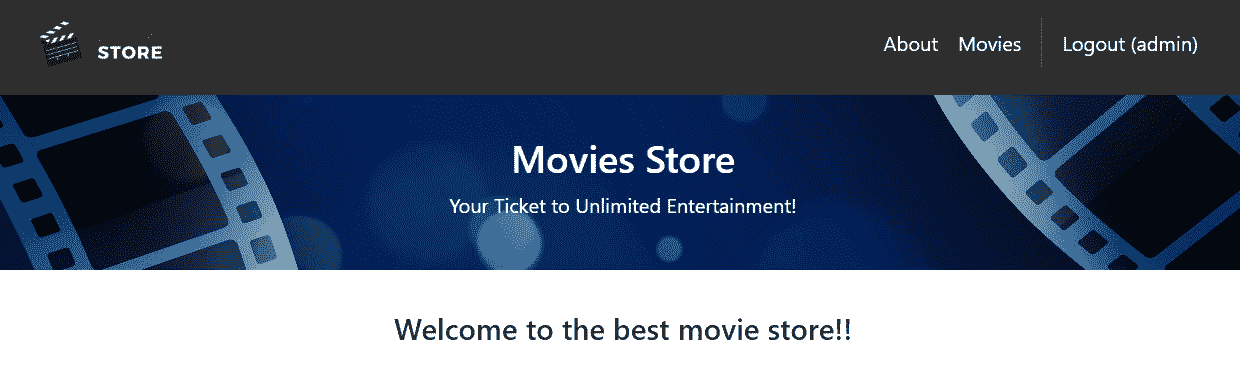 STORE
About Movies Logout (admin)
Movies Store
Your Ticket to Unlimited Entertainment!
Welcome to the best movie store!!